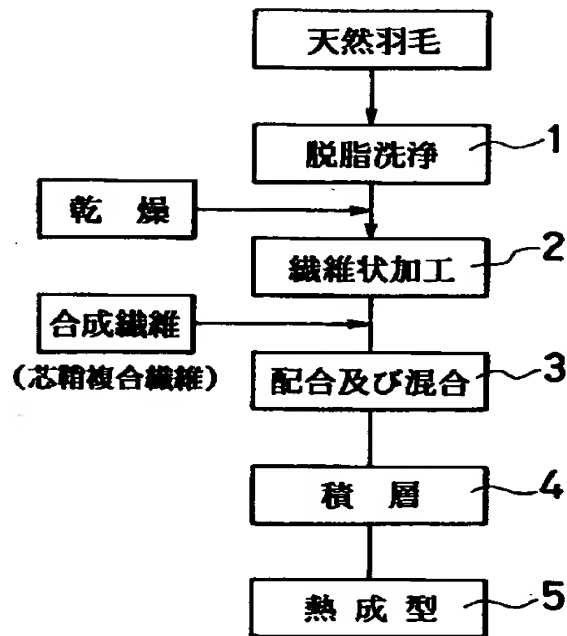 天然羽毛
脱脂洗浄
1
乾 燥
繊維状加工
2
合成繊維
(芯鞘複合繊維)
配合及び混合
3
積 層
4
熱 成 型
5